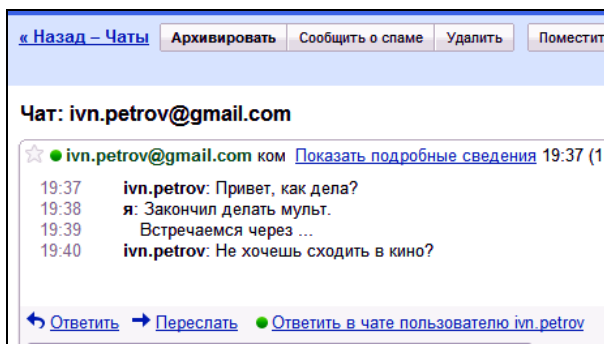 « Назад – Чаты Архивировать Сообщить о спаме Удалить
Чат: ivn.petrov@gmail.com
ivn.petrov@gmail.com ком Показать подробные сведения 19:37 (1
19:37 ivn.petrov: Привет, как дела?
19:38 я: Закончил делать мульт.
19:39 Встречаемся через ...
19:40 ivn.petrov: Не хочешь сходить в кино?
Ответить Переслать Ответить в чате пользователю ivn.petrov